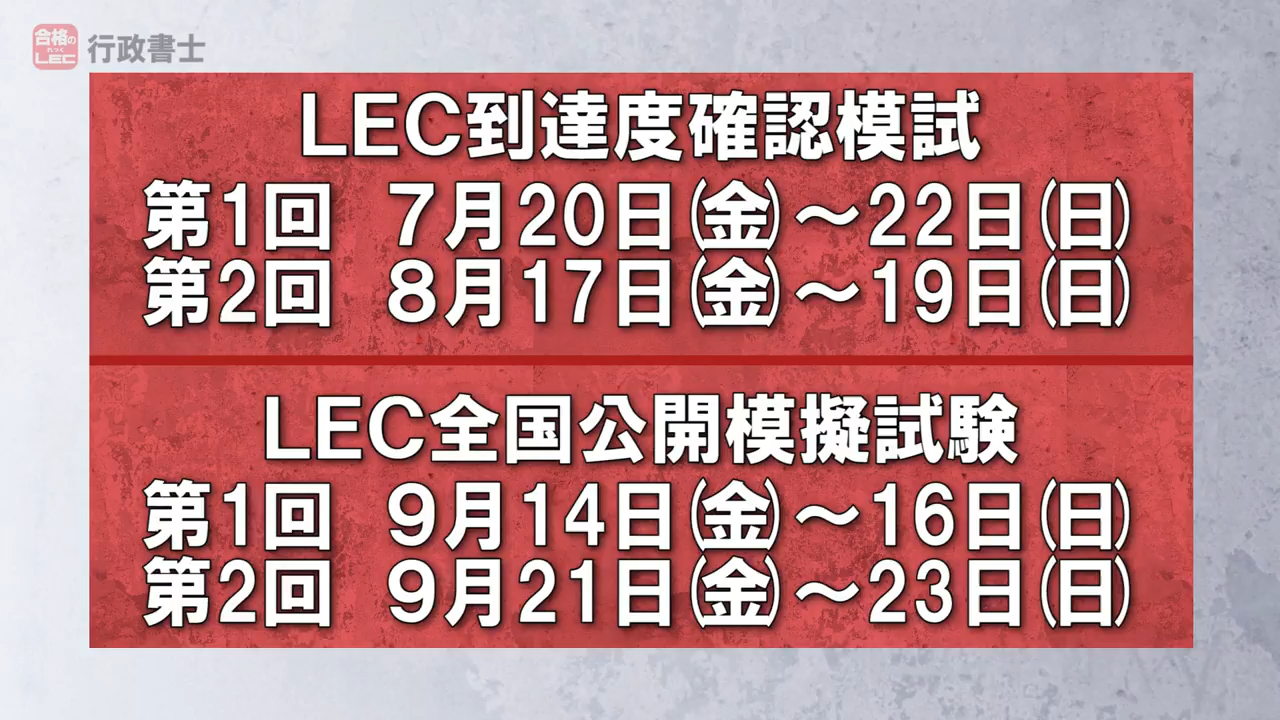 合格の
れっく
LEC
行政書士
LEC到達度確認模試
第1回 7月20日(金)～22日(日)
第2回 8月17日(金)～19日(日)
LEC全国公開模擬試験
第1回 9月14日(金)～16日(日)
第2回 9月21日(金)～23日(日)